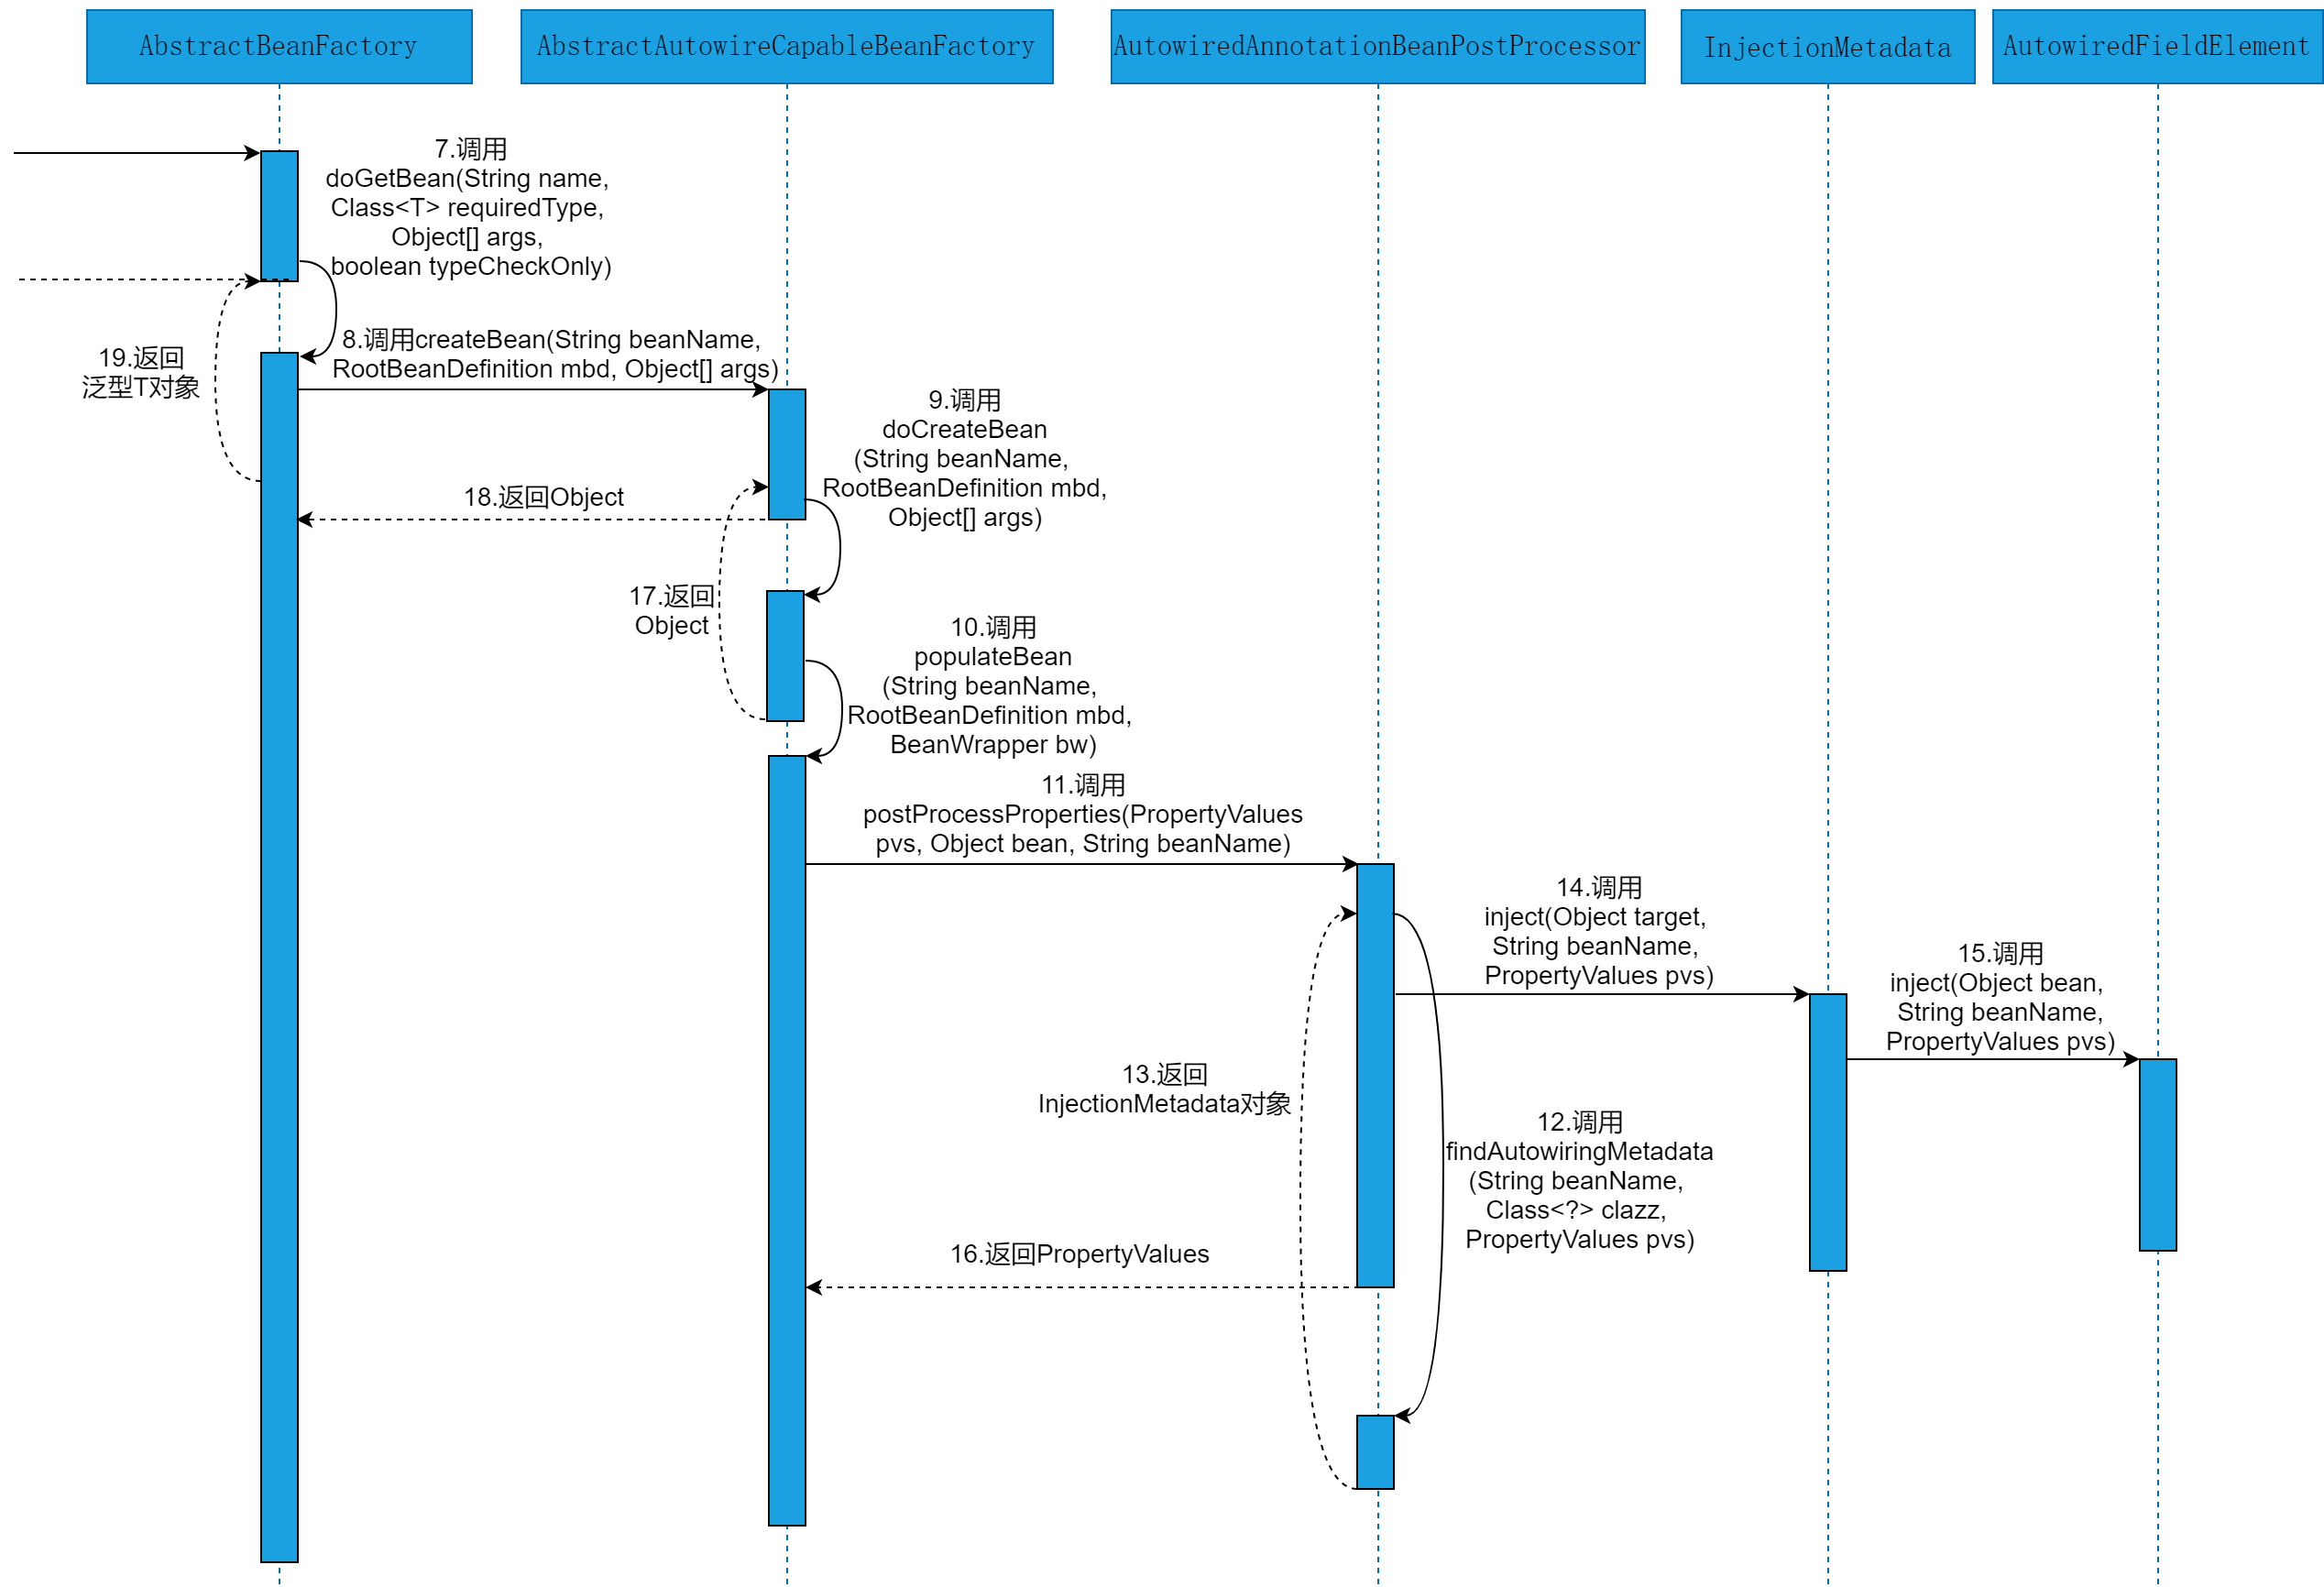 AbstractBeanFactory
AbstractAutowireCapableBeanFactory
AutowiredAnnotationBeanPostProcessor
InjectionMetadata
AutowiredFieldElement
7.调用
doGetBean(String name,
Class<T> requiredType,
Object[] args,
boolean typeCheckOnly)
19.返回
泛型T对象
8.调用createBean(String beanName,
RootBeanDefinition mbd, Object[] args)
9.调用
doCreateBean
(String beanName,
RootBeanDefinition mbd,
Object[] args)
18.返回Object
17.返回
Object
10.调用
populateBean
(String beanName,
RootBeanDefinition mbd,
BeanWrapper bw)
11.调用
postProcessProperties(PropertyValues
pvs, Object bean, String beanName)
14.调用
inject(Object target,
String beanName,
PropertyValues pvs)
15.调用
inject(Object bean,
String beanName,
PropertyValues pvs)
13.返回
InjectionMetadata对象
12.调用
findAutowiringMetadata
(String beanName,
Class<?> clazz,
PropertyValues pvs)
16.返回PropertyValues